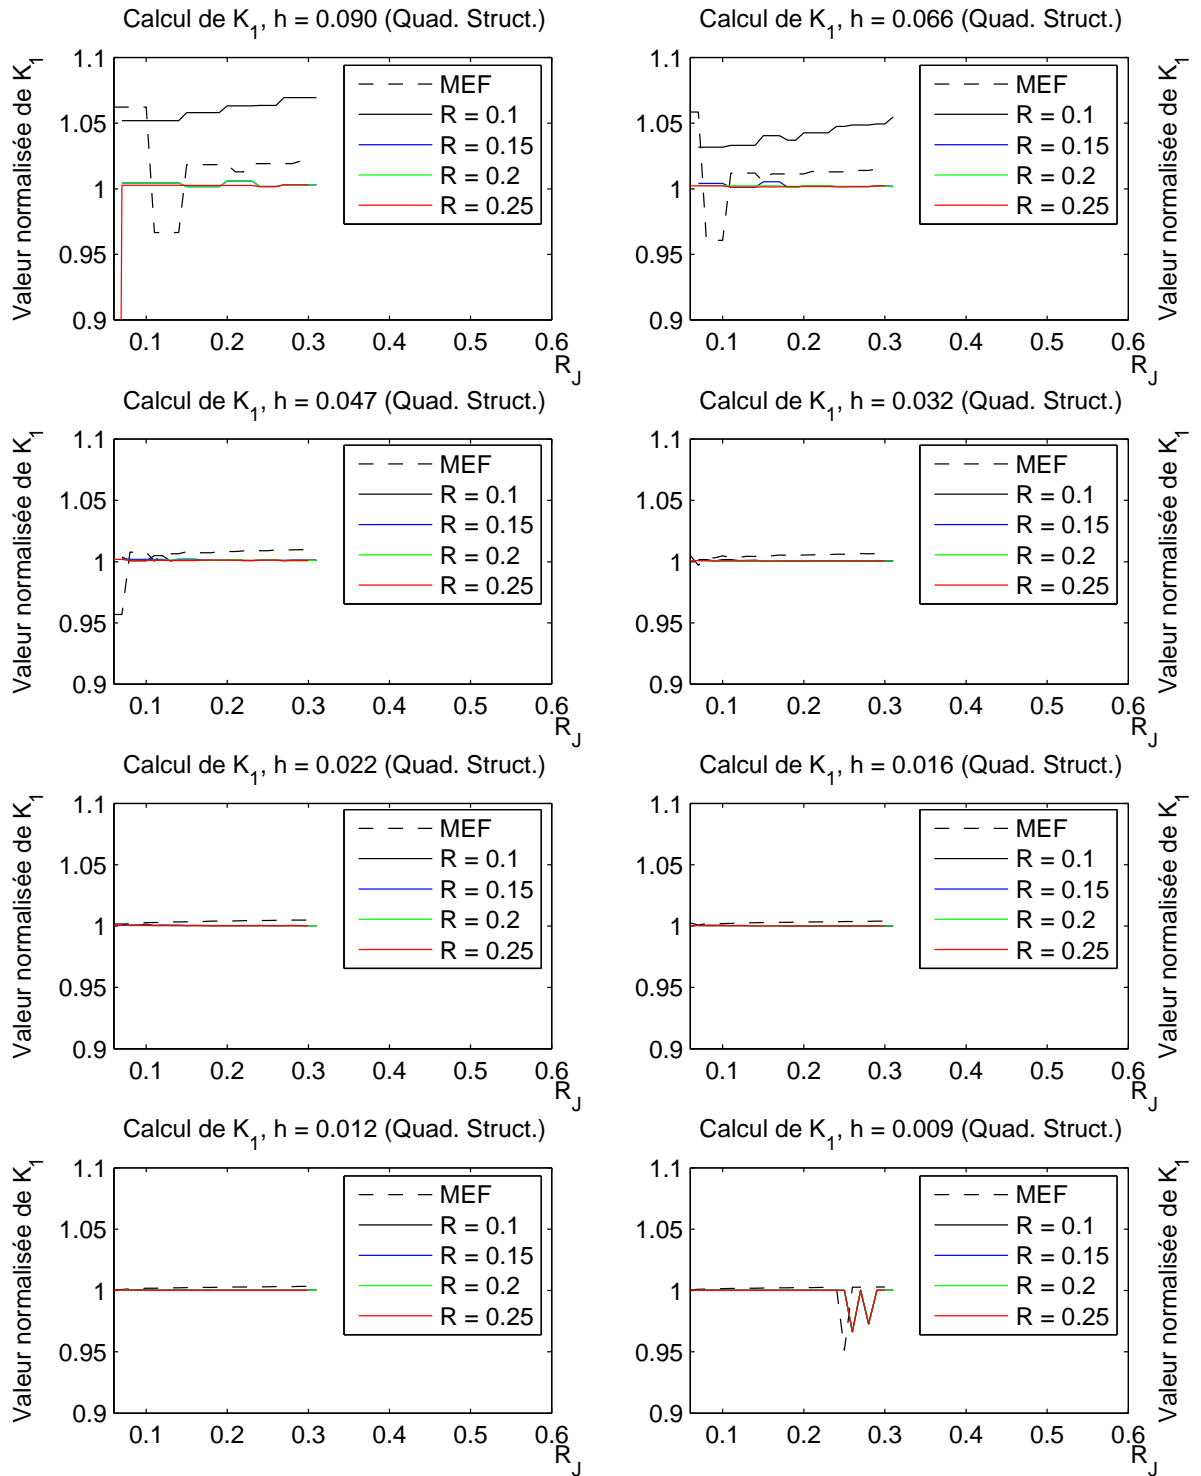 Calcul de K1, h = 0.090 (Quad. Struct.)
Valeur normalisée de K1
1.1
1.05
1
0.95
0.9
MEF
R = 0.1
R = 0.15
R = 0.2
R = 0.25
0.1 0.2 0.3 0.4 0.5 0.6
RJ
Calcul de K1, h = 0.066 (Quad. Struct.)
1.1
1.05
1
0.95
0.9
MEF
R = 0.1
R = 0.15
R = 0.2
R = 0.25
0.1 0.2 0.3 0.4 0.5 0.6
RJ
Valeur normalisée de K1
Calcul de K1, h = 0.047 (Quad. Struct.)
Valeur normalisée de K1
1.1
1.05
1
0.95
0.9
MEF
R = 0.1
R = 0.15
R = 0.2
R = 0.25
0.1 0.2 0.3 0.4 0.5 0.6
RJ
Calcul de K1, h = 0.032 (Quad. Struct.)
1.1
1.05
1
0.95
0.9
MEF
R = 0.1
R = 0.15
R = 0.2
R = 0.25
0.1 0.2 0.3 0.4 0.5 0.6
RJ
Valeur normalisée de K1
Calcul de K1, h = 0.022 (Quad. Struct.)
Valeur normalisée de K1
1.1
1.05
1
0.95
0.9
MEF
R = 0.1
R = 0.15
R = 0.2
R = 0.25
0.1 0.2 0.3 0.4 0.5 0.6
RJ
Calcul de K1, h = 0.016 (Quad. Struct.)
1.1
1.05
1
0.95
0.9
MEF
R = 0.1
R = 0.15
R = 0.2
R = 0.25
0.1 0.2 0.3 0.4 0.5 0.6
RJ
Valeur normalisée de K1
Calcul de K1, h = 0.012 (Quad. Struct.)
Valeur normalisée de K1
1.1
1.05
1
0.95
0.9
MEF
R = 0.1
R = 0.15
R = 0.2
R = 0.25
0.1 0.2 0.3 0.4 0.5 0.6
RJ
Calcul de K1, h = 0.009 (Quad. Struct.)
1.1
1.05
1
0.95
0.9
MEF
R = 0.1
R = 0.15
R = 0.2
R = 0.25
0.1 0.2 0.3 0.4 0.5 0.6
RJ
Valeur normalisée de K1